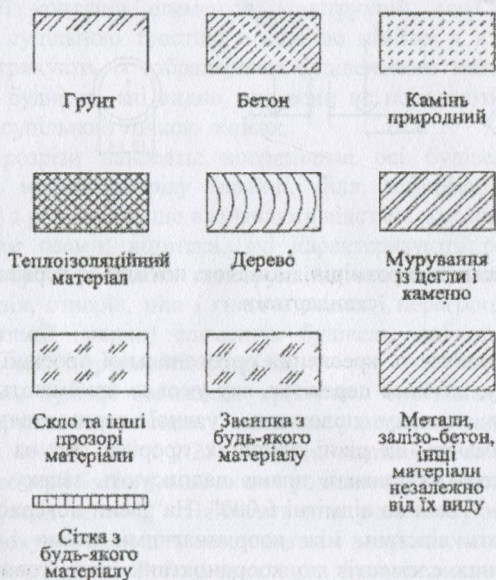 Грунт
Бетон
Камінь
природний
Теплоізоляційний
матеріал
Дерево
Мурування
із цегли і
каменю
Скло та інші
прозорі
матеріали
Засипка з
будь-якого
матеріалу
Метали,
залізо-бетон,
інші
матеріали
незалежно
від їх виду
Сітка з
будь-якого
матеріалу